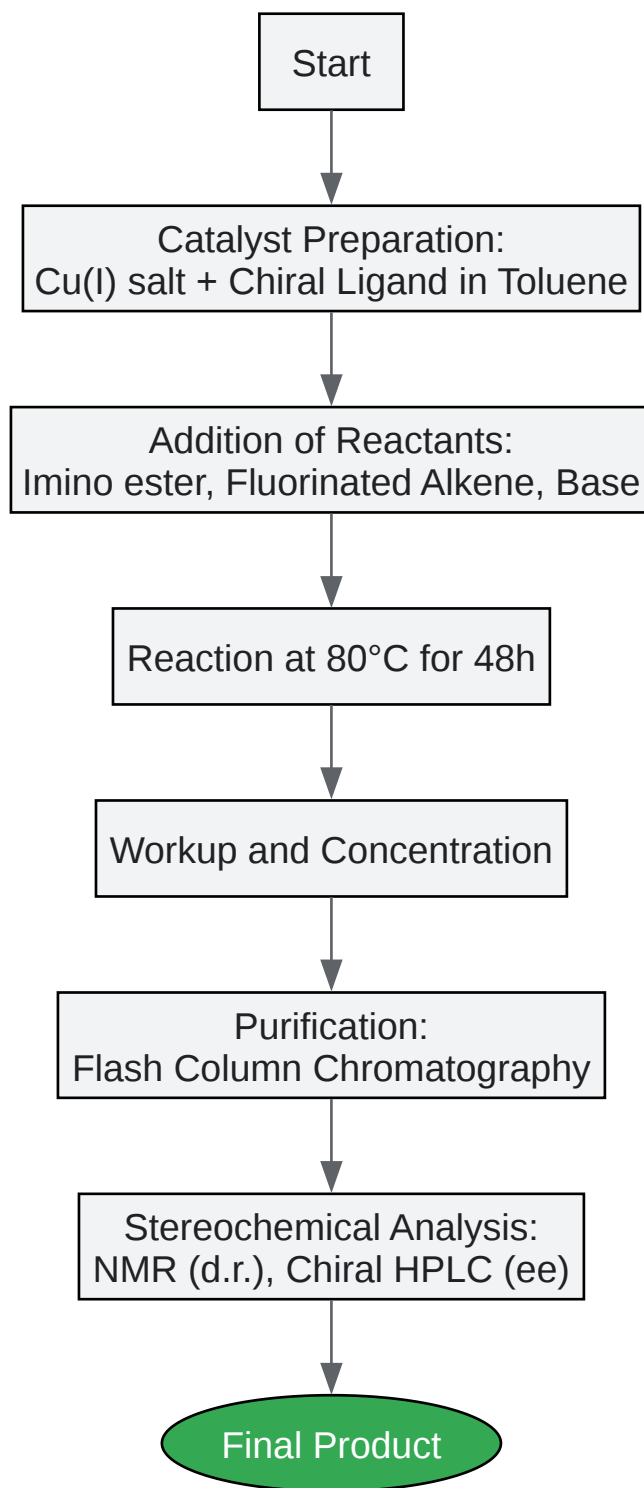 Start
Catalyst Preparation:
Cu(I) salt + Chiral Ligand in Toluene
Addition of Reactants:
Imino ester, Fluorinated Alkene, Base
Reaction at 80°C for 48h
Workup and Concentration
Purification:
Flash Column Chromatography
Stereochemical Analysis:
NMR (d.r.), Chiral HPLC (ee)
Final Product